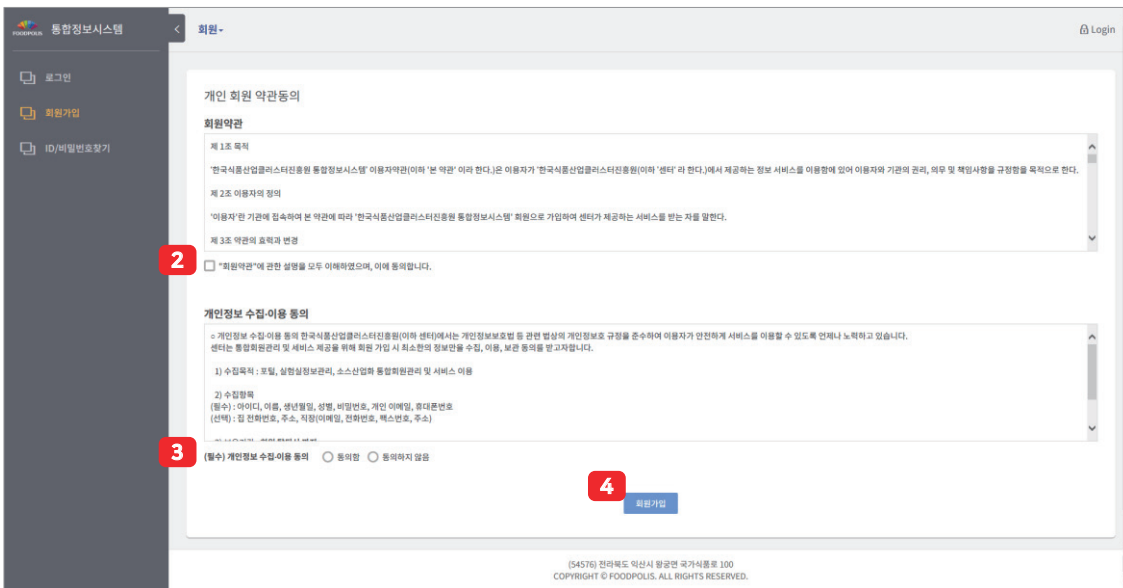 FOODPOLIS 통합정보시스템
회원
Login
로그인
회원가입
ID/비밀번호찾기
개인 회원 약관동의
회원약관
제 1조 목적
'한국식품산업클러스터진흥원 통합정보시스템' 이용자약관(이하 '본 약관' 이라 한다.)은 이용자가 '한국식품산업클러스터진흥원(이하 '센터' 라 한다.)에서 제공하는 정보 서비스를 이용함에 있어 이용자와 기관의 권리, 의무 및 책임사항을 규정함을 목적으로 한다.
제 2조 이용자의 정의
'이용자'란 기관에 접속하여 본 약관에 따라 '한국식품산업클러스터진흥원 통합정보시스템' 회원으로 가입하여 센터가 제공하는 서비스를 받는 자를 말한다.
제 3조 약관의 효력과 변경
2
"회원약관"에 관한 설명을 모두 이해하였으며, 이에 동의합니다.
개인정보 수집·이용 동의
○ 개인정보 수집·이용 동의 한국식품산업클러스터진흥원(이하 센터)에서는 개인정보보호법 등 관련 법상의 개인정보보호 규정을 준수하여 이용자가 안전하게 서비스를 이용할 수 있도록 언제나 노력하고 있습니다.
센터는 통합회원관리 및 세비스 제공을 위해 회원 가입 시 최소한의 정보만을 수집, 이용, 보관 동의를 받고자합니다.
1) 수집목적 : 포털, 실험실정보관리, 소스산업화 통합회원관리 및 서비스 이용
2) 수집항목
(필수) : 아이디, 이름, 생년월일, 성별, 비밀번호, 개인 이메일, 휴대폰번호
(선택) : 집 전화번호, 주소, 직장(이메일, 전화번호, 팩스번호, 주소)
3
(필수) 개인정보 수집·이용 동의 동의함 동의하지 않음
4
회원가입
(54576) 전라북도 익산시 왕궁면 국가식품로 100
COPYRIGHT © FOODPOLIS. ALL RIGHTS RESERVED.